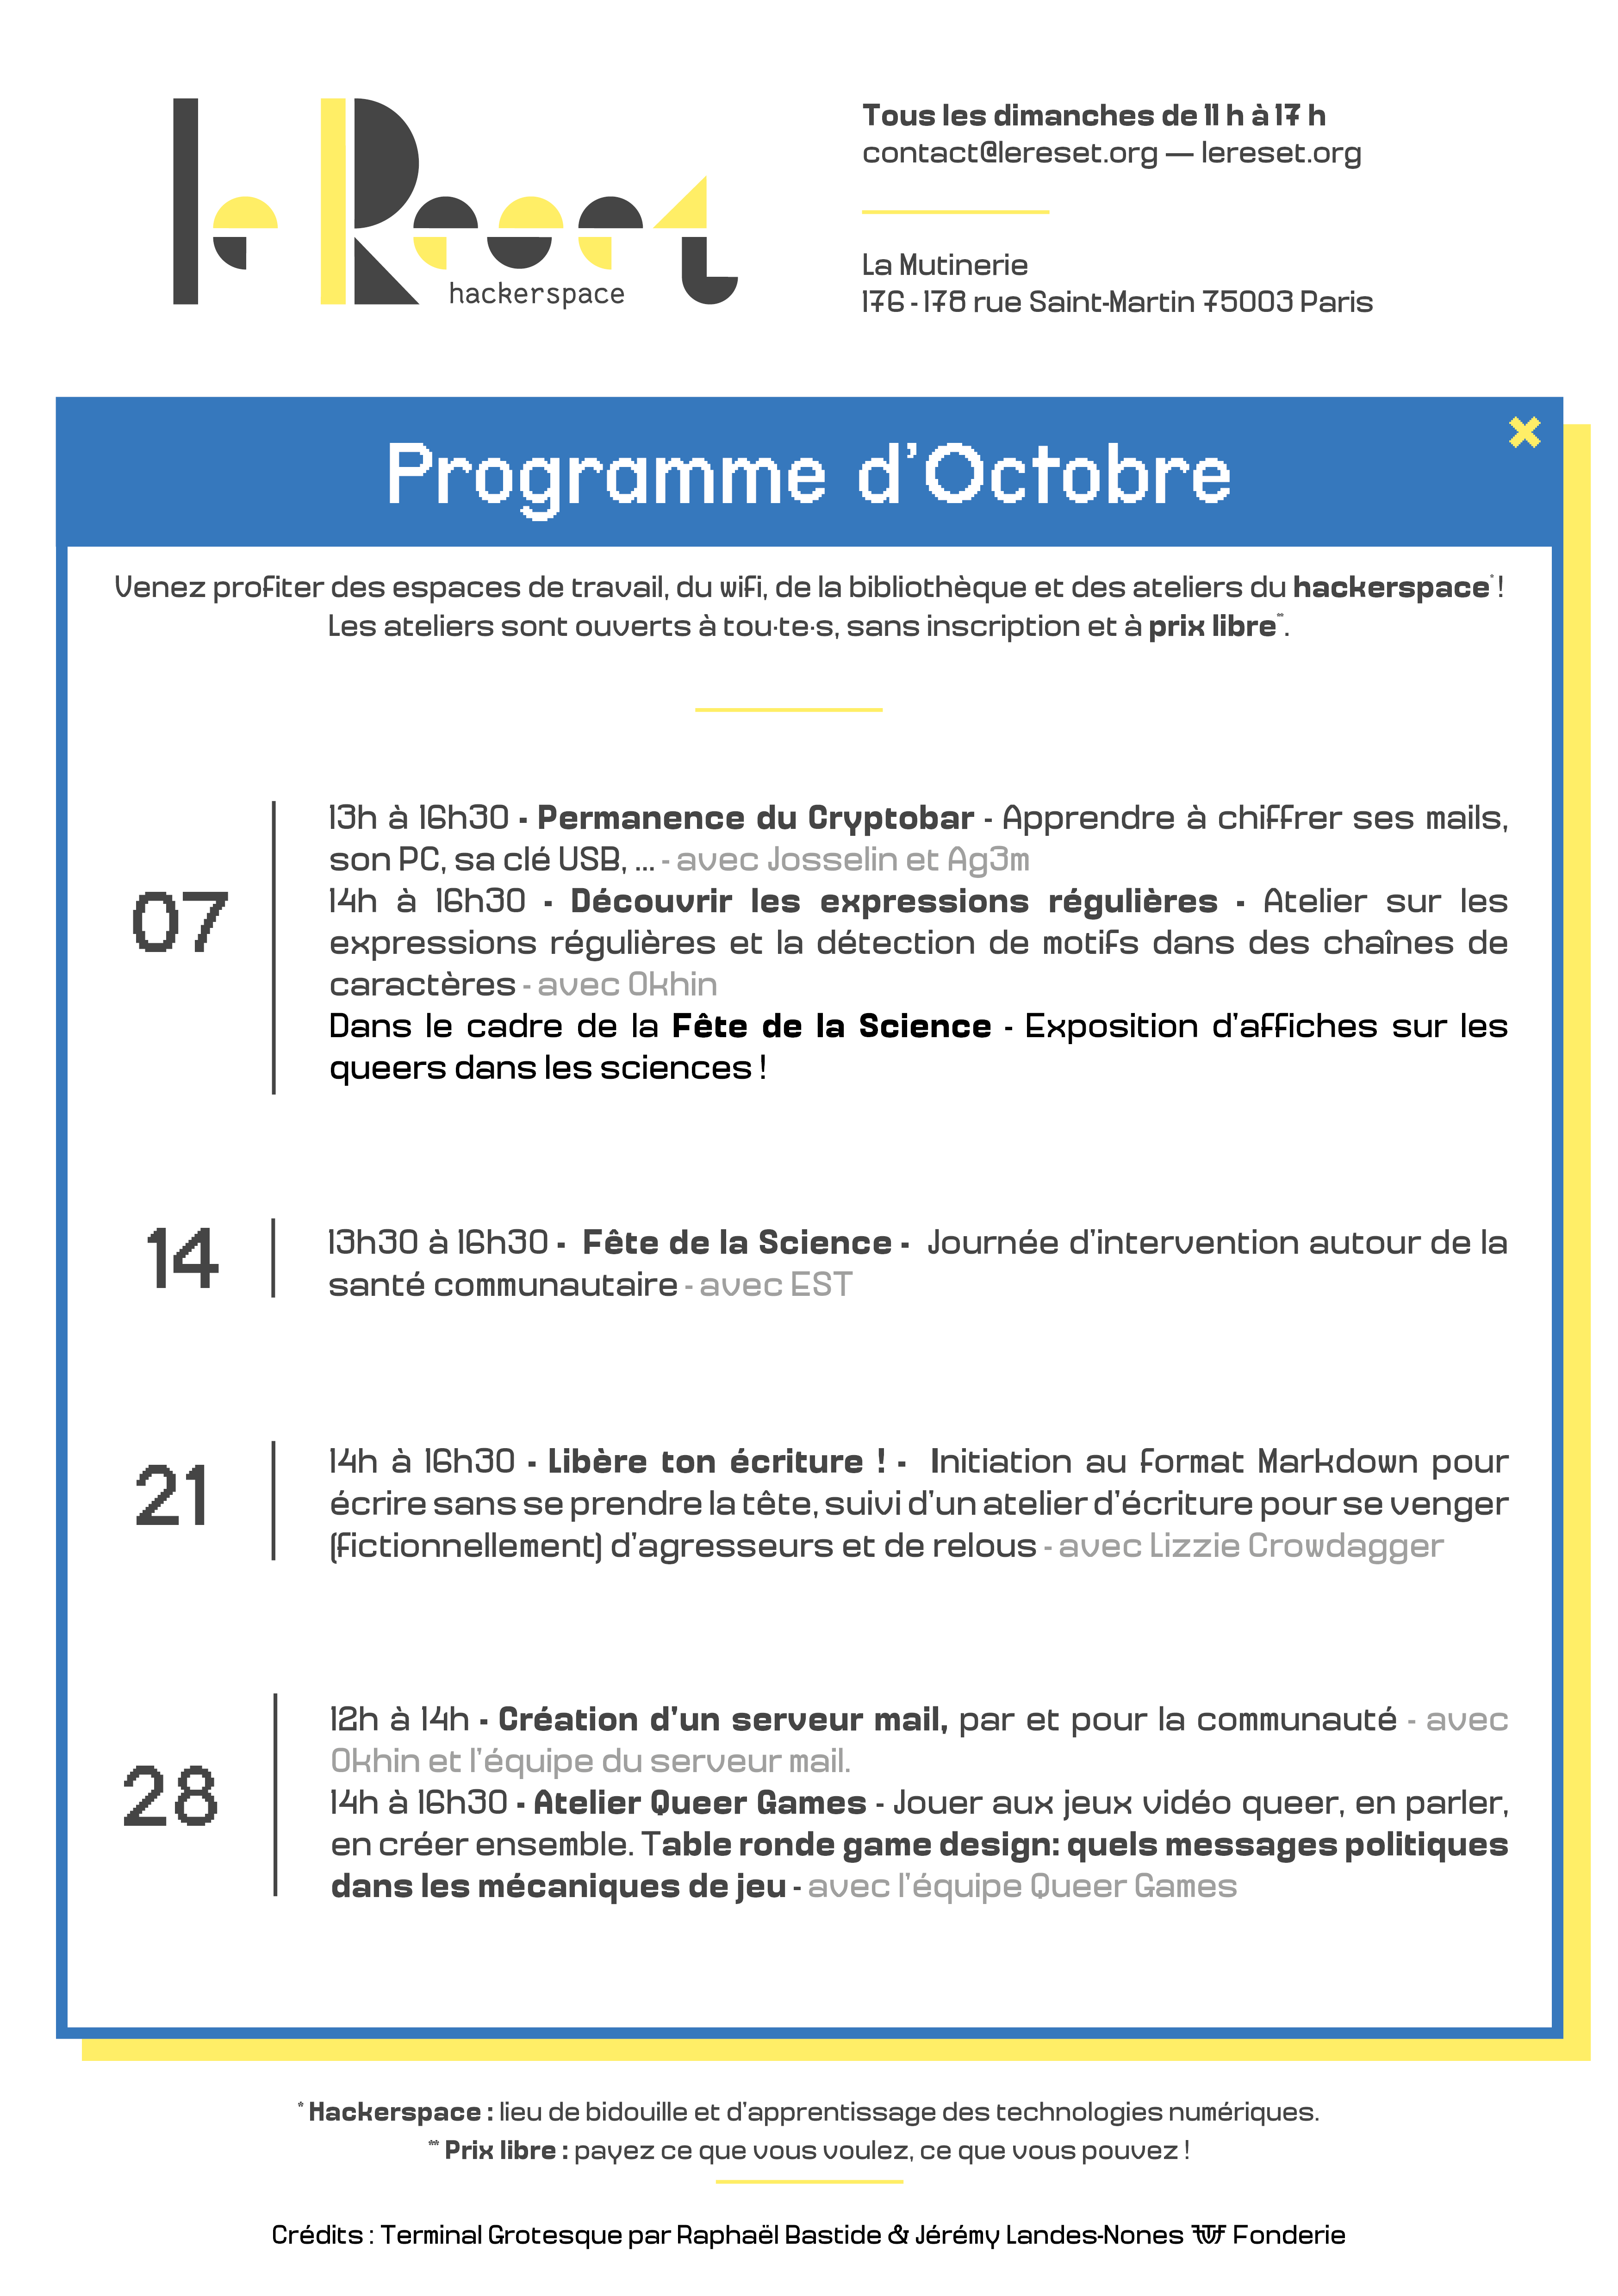 le Reset
hackerspace
Tous les dimanches de 11 h à 17 h
contact@lereset.org — lereset.org
La Mutinerie
176 - 178 rue Saint-Martin 75003 Paris
Programme d'Octobre
Venez profiter des espaces de travail, du wifi, de la bibliothèque et des ateliers du hackerspace* !
Les ateliers sont ouverts à tou·te·s, sans inscription et à prix libre**.
07
13h à 16h30 - Permanence du Cryptobar - Apprendre à chiffrer ses mails,
son PC, sa clé USB, ... - avec Josselin et Ag3m
14h à 16h30 - Découvrir les expressions régulières - Atelier sur les
expressions régulières et la détection de motifs dans des chaînes de
caractères - avec Okhin
Dans le cadre de la Fête de la Science - Exposition d'affiches sur les
queers dans les sciences !
14
13h30 à 16h30 - Fête de la Science - Journée d'intervention autour de la
santé communautaire - avec EST
21
14h à 16h30 - Libère ton écriture ! - Initiation au format Markdown pour
écrire sans se prendre la tête, suivi d'un atelier d'écriture pour se venger
(fictionnellement) d'agresseurs et de relous - avec Lizzie Crowdagger
28
12h à 14h - Création d'un serveur mail, par et pour la communauté - avec
Okhin et l'équipe du serveur mail.
14h à 16h30 - Atelier Queer Games - Jouer aux jeux vidéo queer, en parler,
en créer ensemble. Table ronde game design: quels messages politiques
dans les mécaniques de jeu - avec l'équipe Queer Games
* Hackerspace : lieu de bidouille et d'apprentissage des technologies numériques.
** Prix libre : payez ce que vous voulez, ce que vous pouvez !
Crédits : Terminal Grotesque par Raphaël Bastide & Jérémy Landes-Nones VTF Fonderie